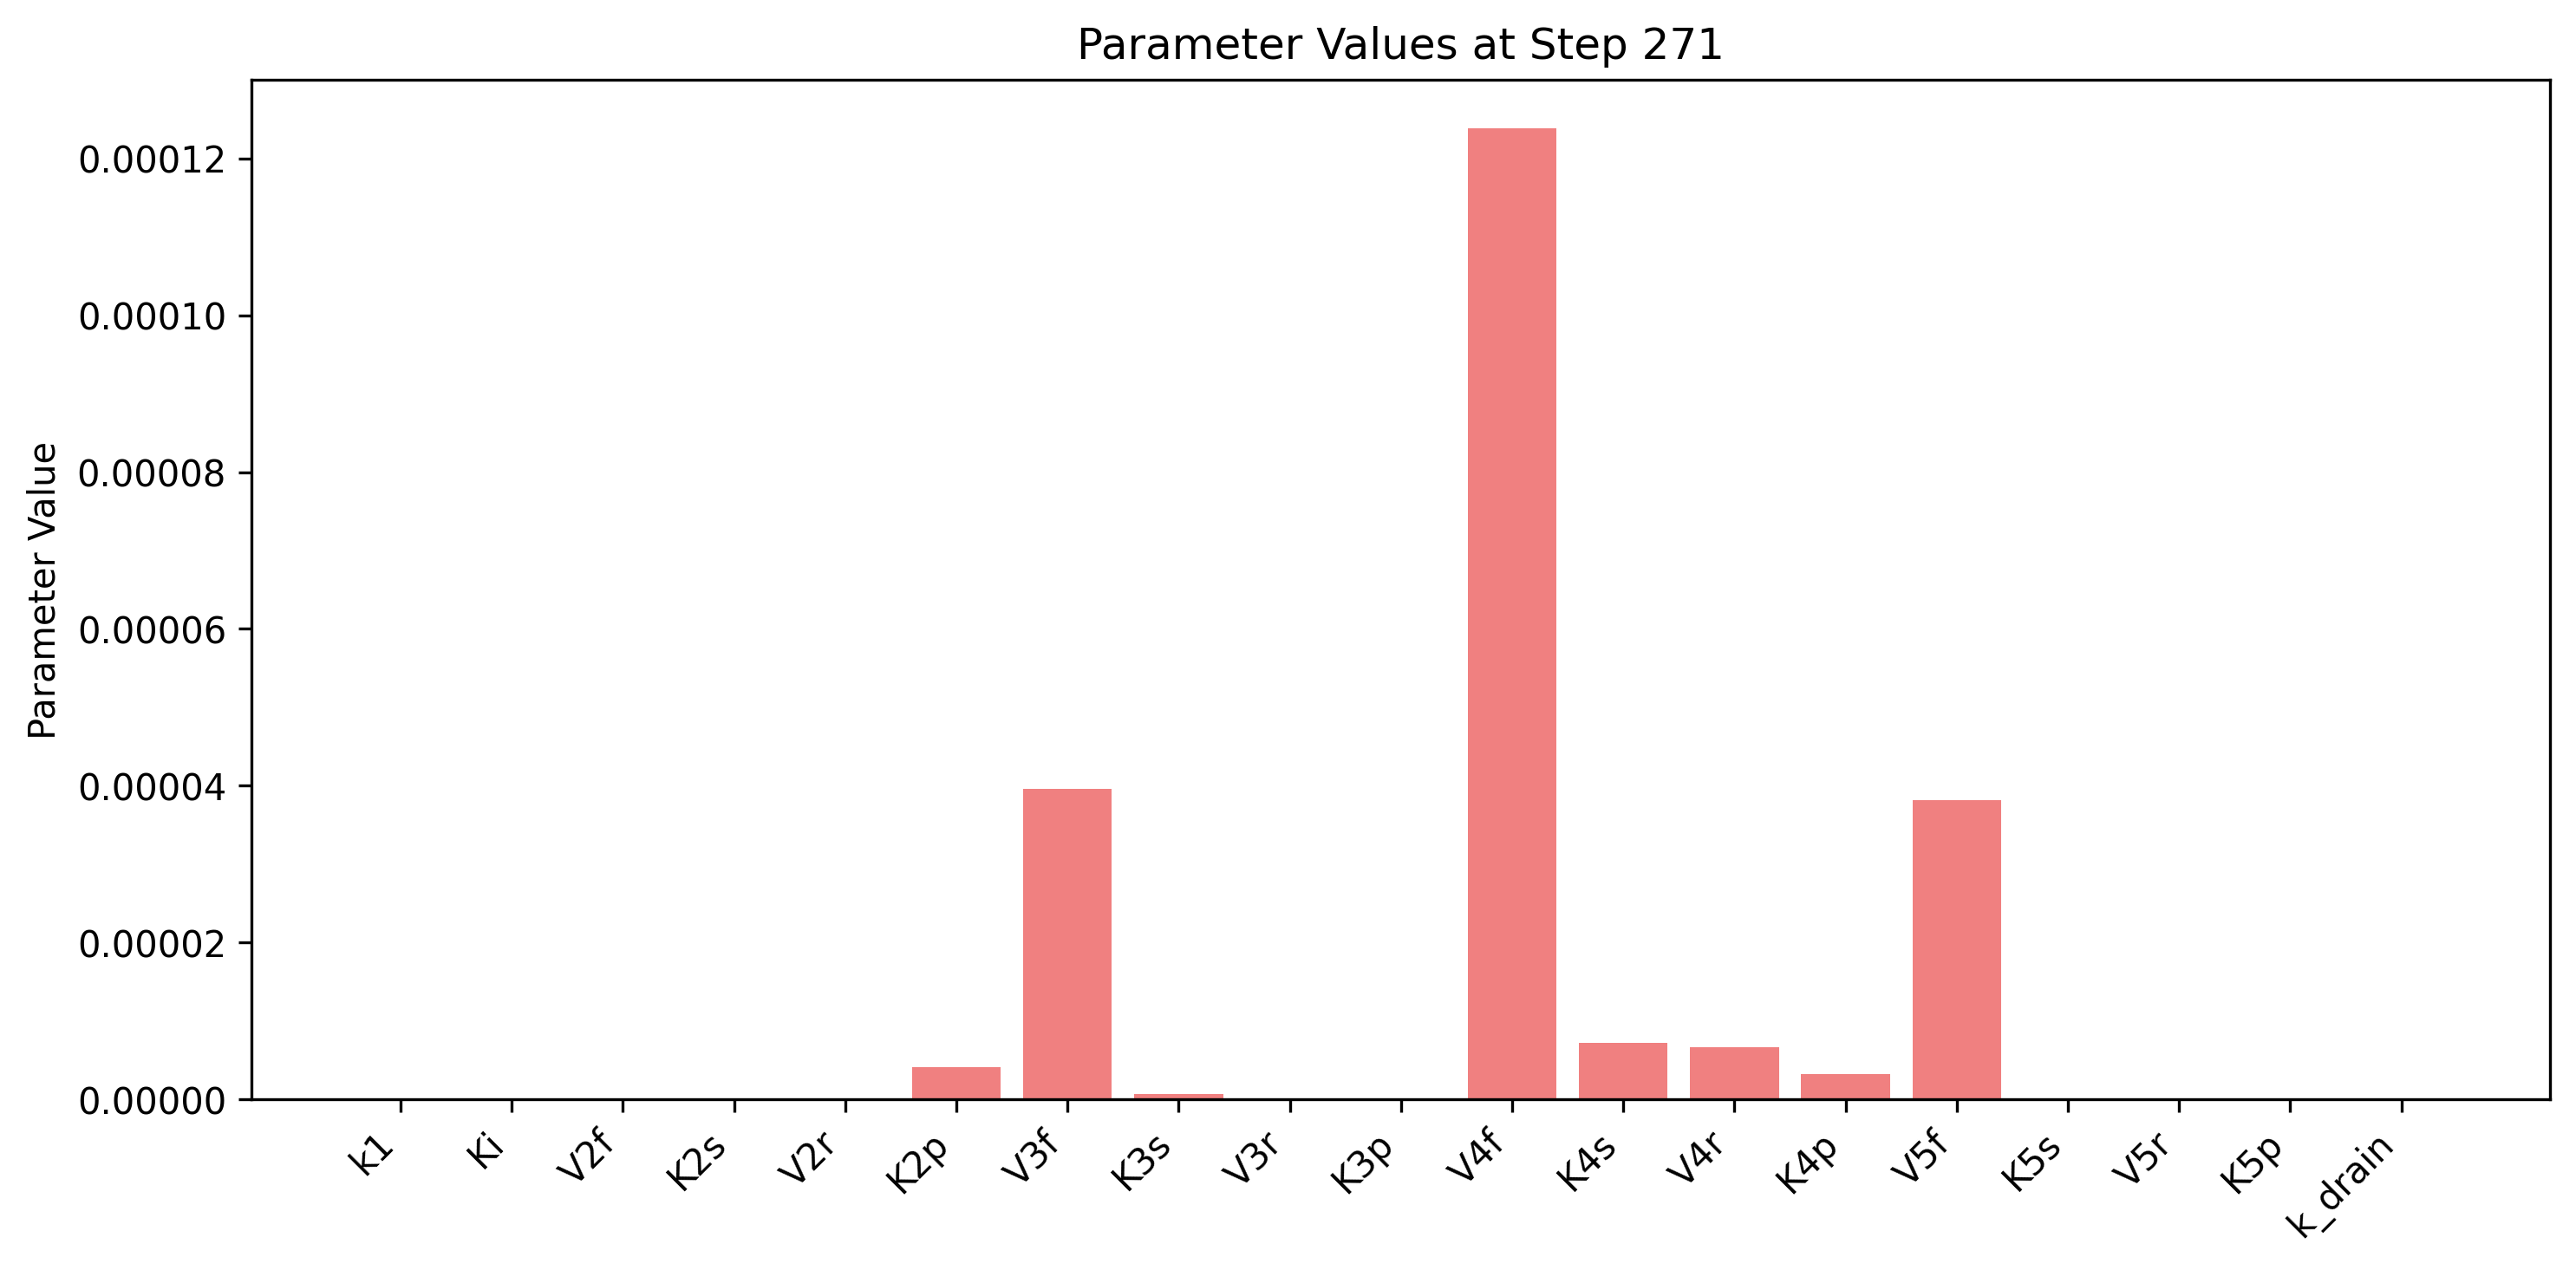 Parameter Values at Step 271
Parameter Value
0.00012
0.00010
0.00008
0.00006
0.00004
0.00002
0.00000
k1
Ki
V2f
K2s
V2r
K2p
V3f
K3s
V3r
K3p
V4f
K4s
V4r
K4p
V5f
K5s
V5r
K5p
k_drain